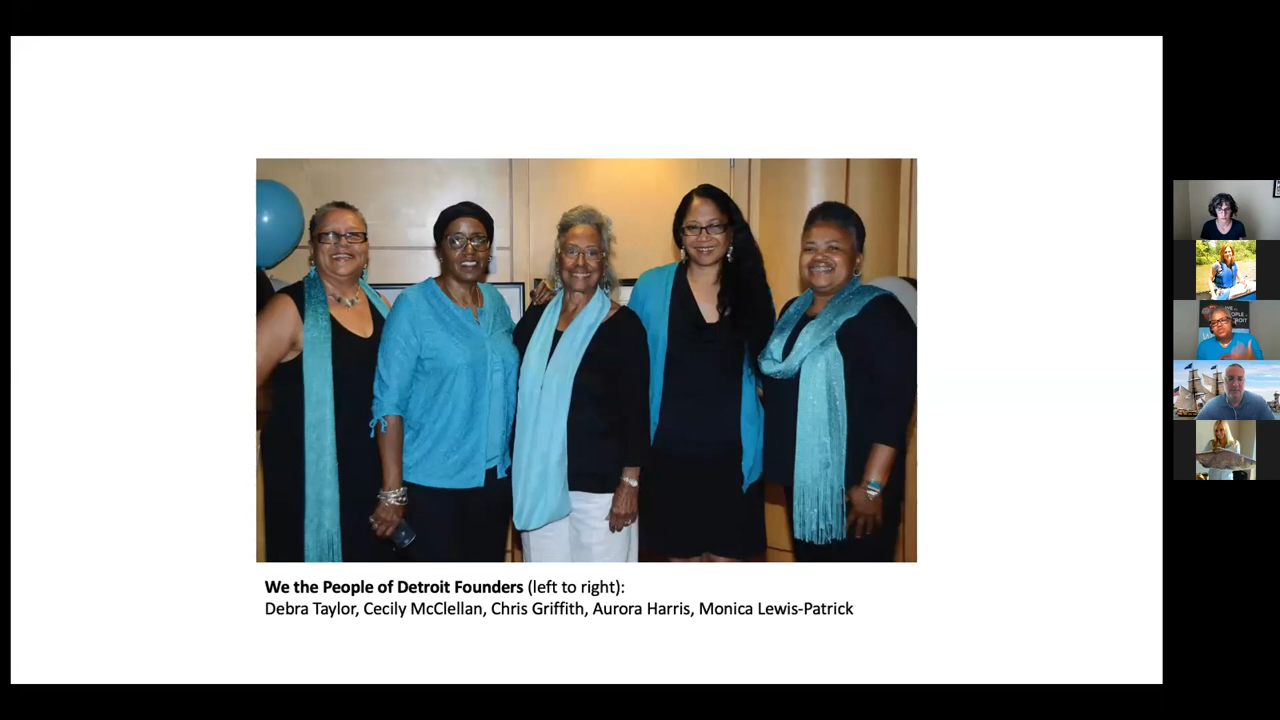 We the People of Detroit Founders (left to right):
Debra Taylor, Cecily McClellan, Chris Griffith, Aurora Harris, Monica Lewis-Patrick